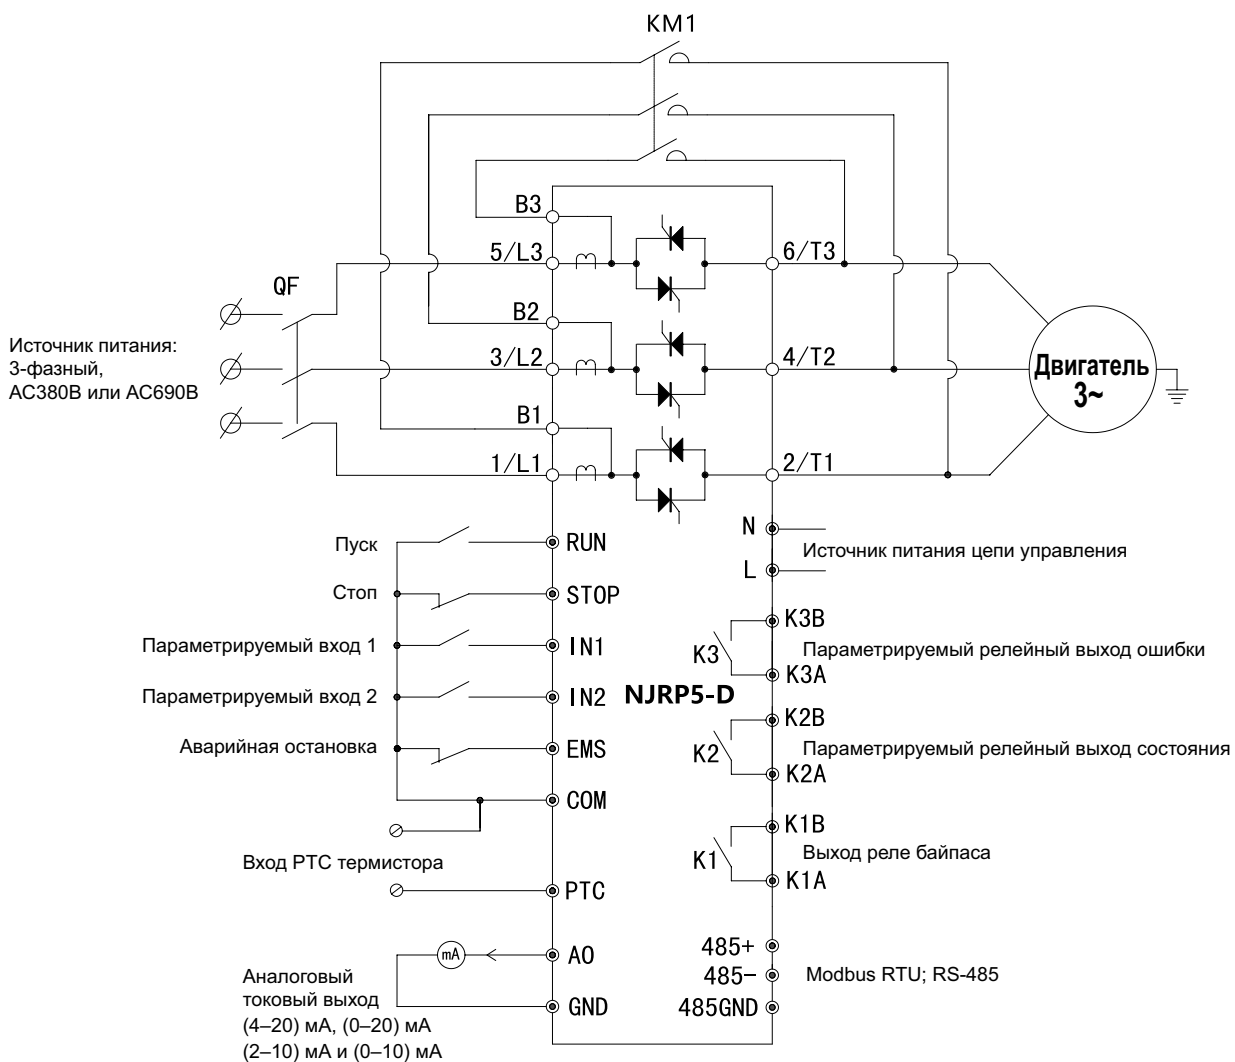 KM1
B3
5/L3
6/T3
QF
B2
Источник питания:
3-фазный,
AC380В или AC690В
3/L2
4/T2
Двигатель
3~
B1
1/L1
2/T1
Пуск
RUN
N
L
Источник питания цепи управления
Стоп
STOP
Параметрируемый вход 1
IN1
K3B
K3
Параметрируемый релейный выход ошибки
K3A
Параметрируемый вход 2
IN2
NJRP5-D
K2B
Аварийная остановка
EMS
K2
Параметрируемый релейный выход состояния
K2A
COM
K1B
Вход PTC термистора
K1
Выход реле байпаса
K1A
PTC
mA
AO
485+
485−
Modbus RTU; RS-485
Аналоговый
токовый выход
(4–20) мА, (0–20) мА
(2–10) мА и (0–10) мА
GND
485GND